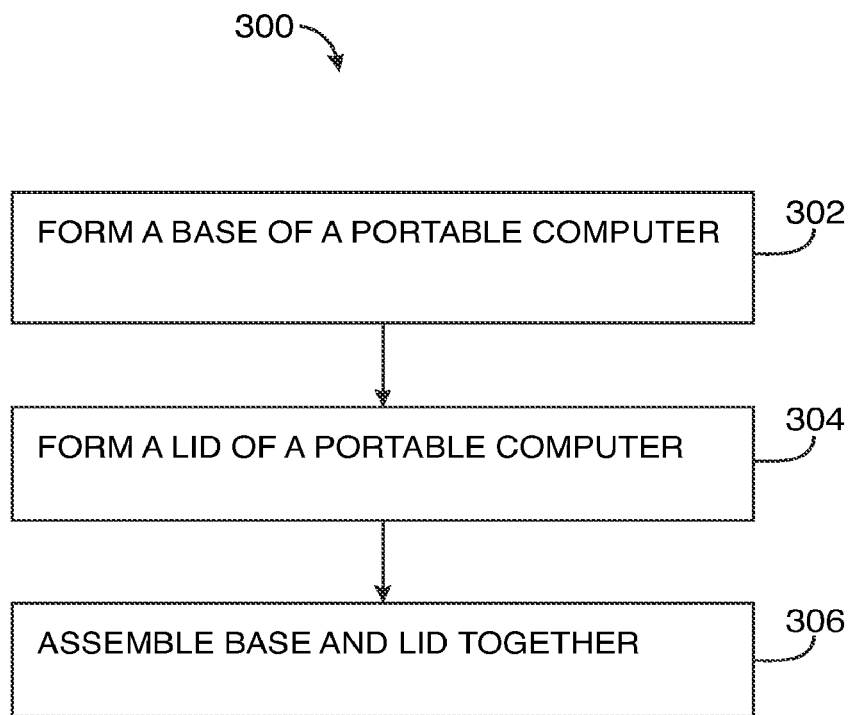 300
FORM A BASE OF A PORTABLE COMPUTER
302
FORM A LID OF A PORTABLE COMPUTER
304
ASSEMBLE BASE AND LID TOGETHER
306